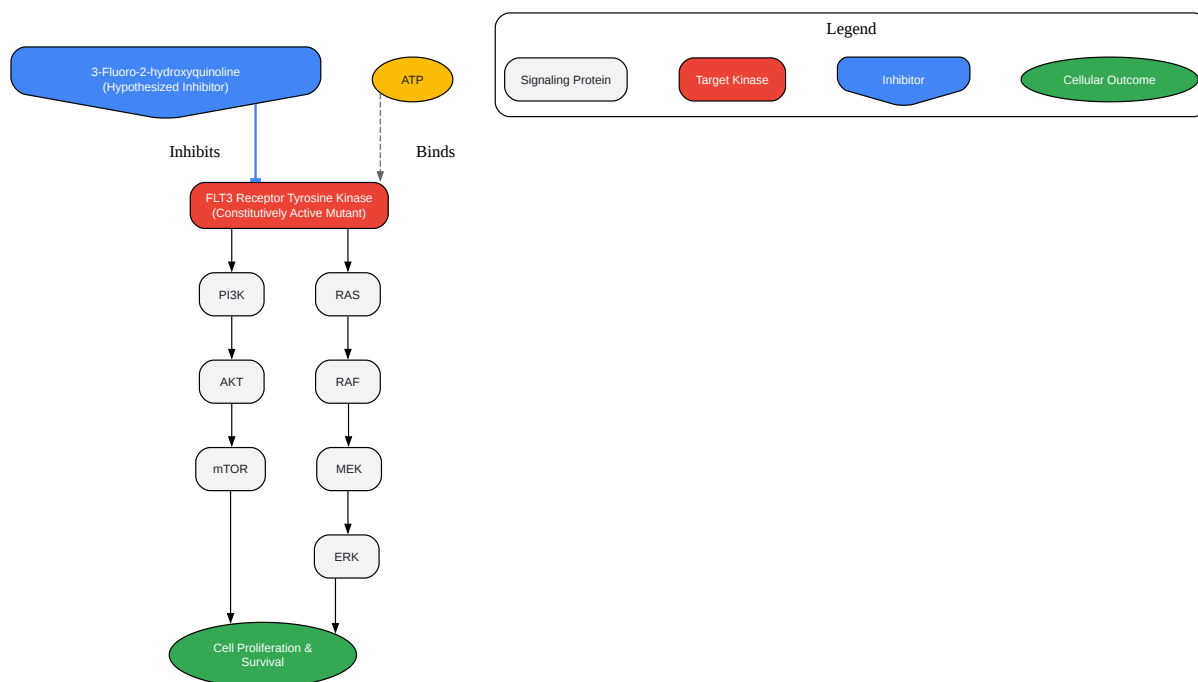 Legend
3-Fluoro-2-hydroxyquinoline
(Hypothesized Inhibitor)
ATP
Signaling Protein
Target Kinase
Inhibitor
Cellular Outcome
Inhibits
Binds
FLT3 Receptor Tyrosine Kinase
(Constitutively Active Mutant)
PI3K
RAS
AKT
RAF
mTOR
MEK
ERK
Cell Proliferation &
Survival